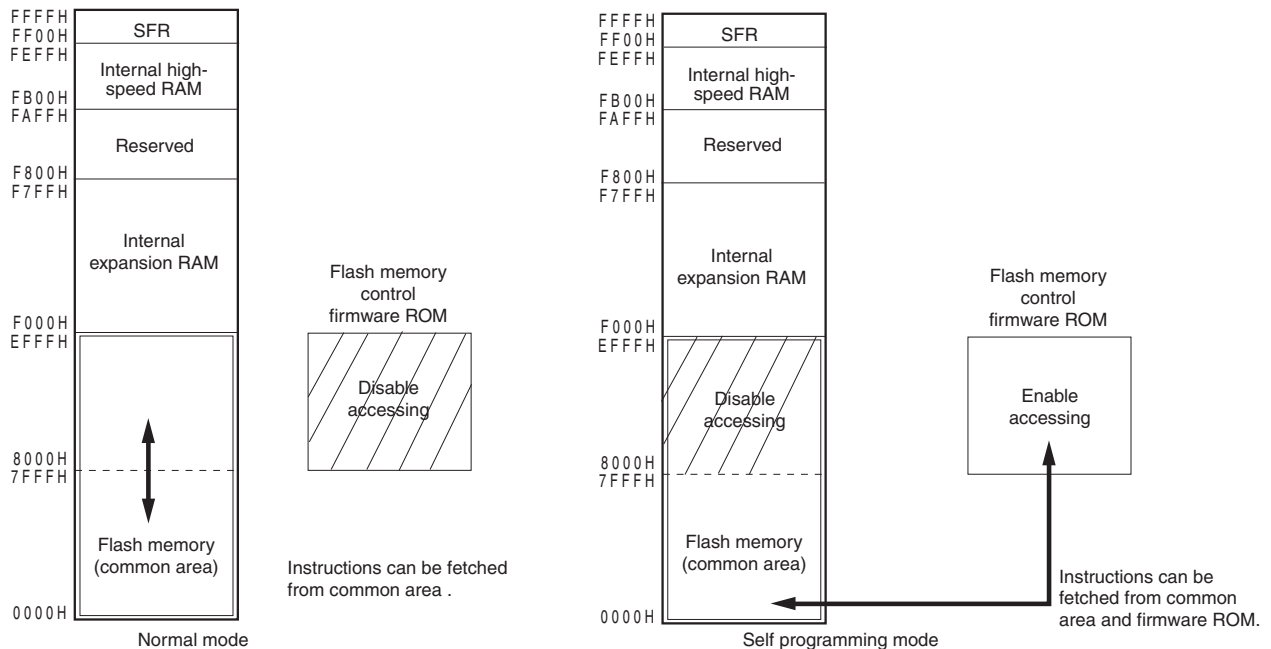 FFFFH
SFR
FF00H
FEFFH
Internal high-
speed RAM
FB00H
FAFFH
Reserved
F800H
F7FFH
Internal
expansion RAM
Flash memory
control
firmware ROM
F000H
EFFFH
Disable
accessing
8000H
7FFFH
Flash memory
(common area)
Instructions can be fetched
from common area .
0000H
Normal mode
FFFFH
SFR
FF00H
FEFFH
Internal high-
speed RAM
FB00H
FAFFH
Reserved
F800H
F7FFH
Internal
expansion RAM
Flash memory
control
firmware ROM
F000H
EFFFH
Disable
accessing
Enable
accessing
8000H
7FFFH
Flash memory
(common area)
Instructions can be
fetched from common
area and firmware ROM.
0000H
Self programming mode